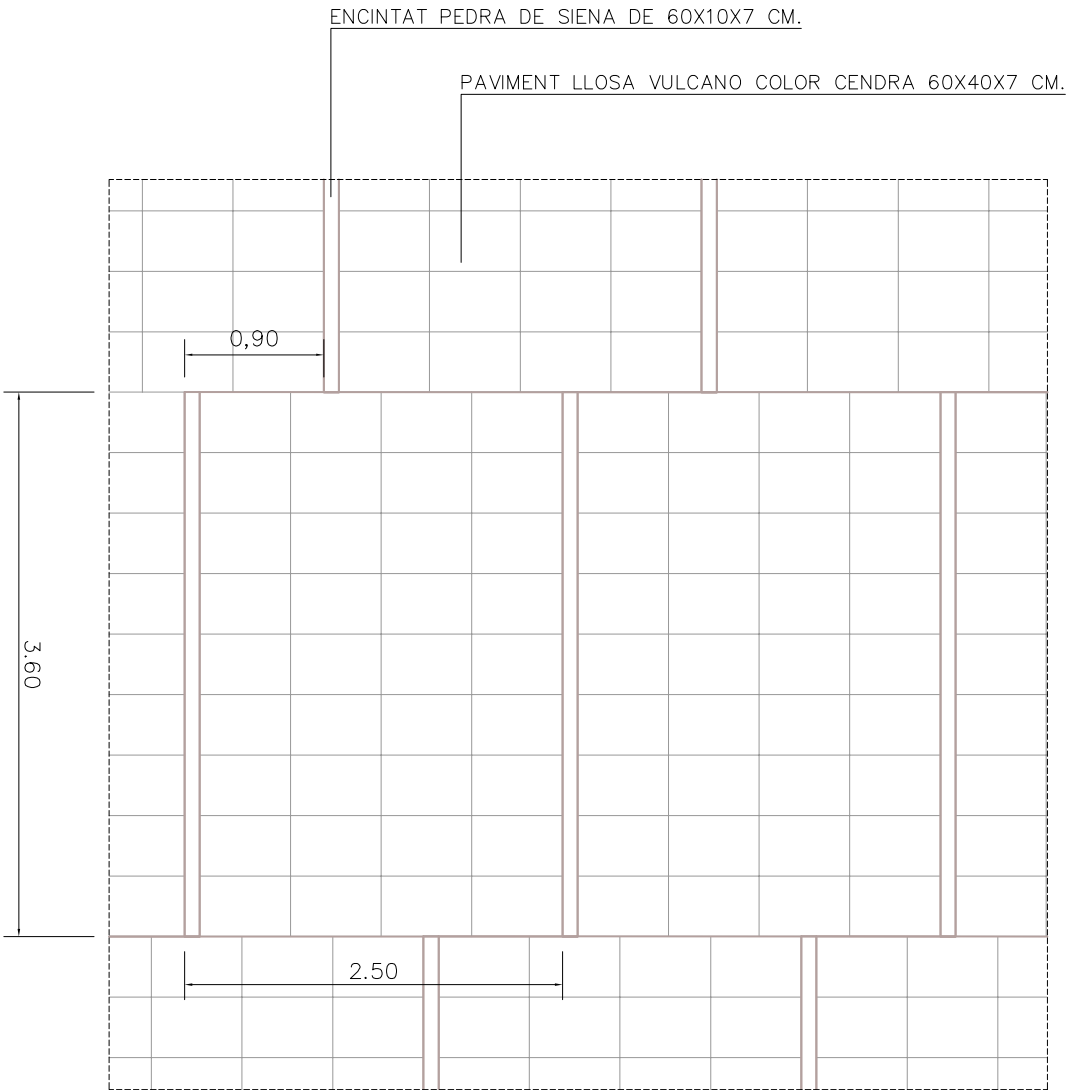 ENCINTAT PEDRA DE SIENA DE 60X10X7 CM.
PAVIMENT LLOSA VULCANO COLOR CENDRA 60X40X7 CM.
0,90
3.60
2.50